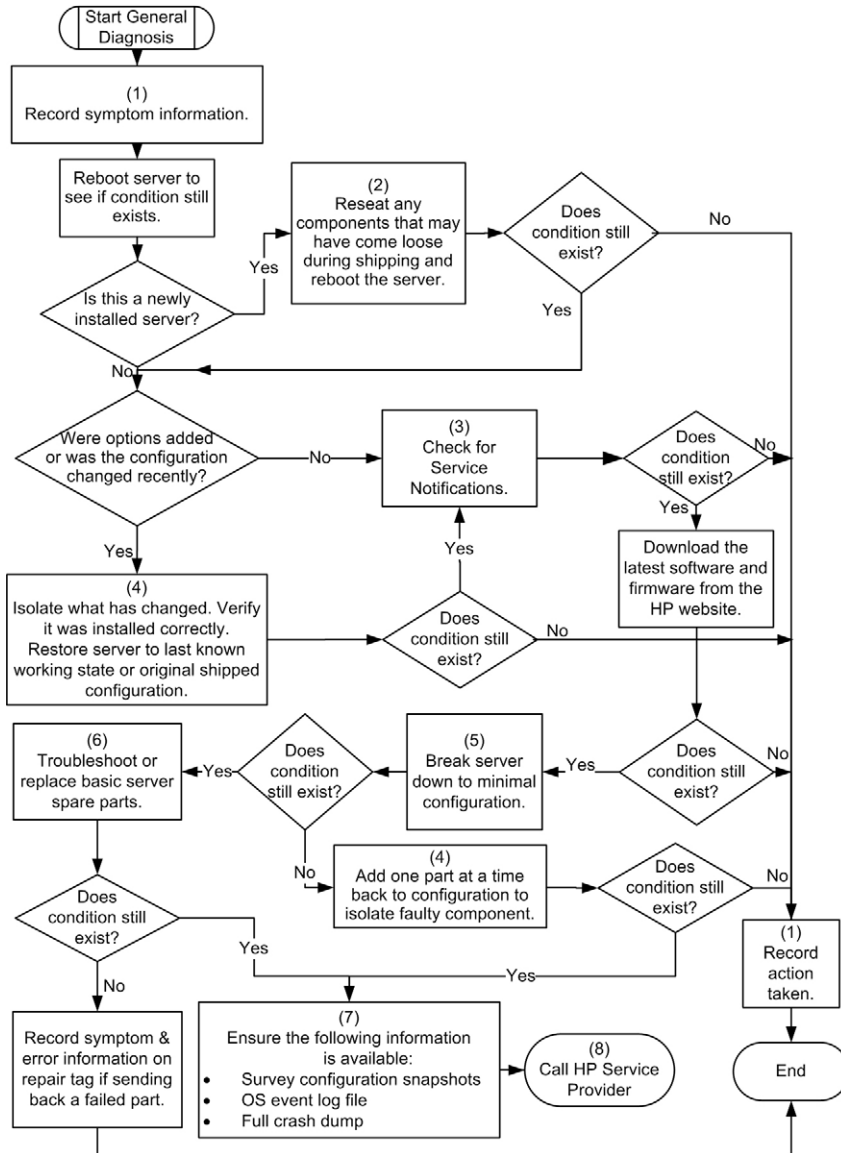 Start General
Diagnosis
(1)
Record symptom information.
Reboot server to
see if condition still
exists.
(2)
Reseat any
components that may
have come loose
during shipping and
reboot the server.
Does
condition still
exist?
No
Yes
Yes
Is this a newly
installed server?
No
Were options added
or was the configuration
changed recently?
No
(3)
Check for
Service
Notifications.
Does
condition
still exist?
No
Yes
Yes
Yes
Download the
latest software and
firmware from the
HP website.
(4)
Isolate what has changed. Verify
it was installed correctly.
Restore server to last known
working state or original shipped
configuration.
Does
condition still
exist?
No
(6)
Troubleshoot or
replace basic server
spare parts.
Yes
Does
condition
still exist?
(5)
Break server
down to minimal
configuration.
Yes
Does
condition still
exist?
No
No
(4)
Add one part at a time
back to configuration to
isolate faulty component.
Does
condition still
exist?
No
Does
condition still
exist?
Yes
Yes
No
(1)
Record
action
taken.
Record symptom &
error information on
repair tag if sending
back a failed part.
(7)
Ensure the following information
is available:
• Survey configuration snapshots
• OS event log file
• Full crash dump
(8)
Call HP Service
Provider
End